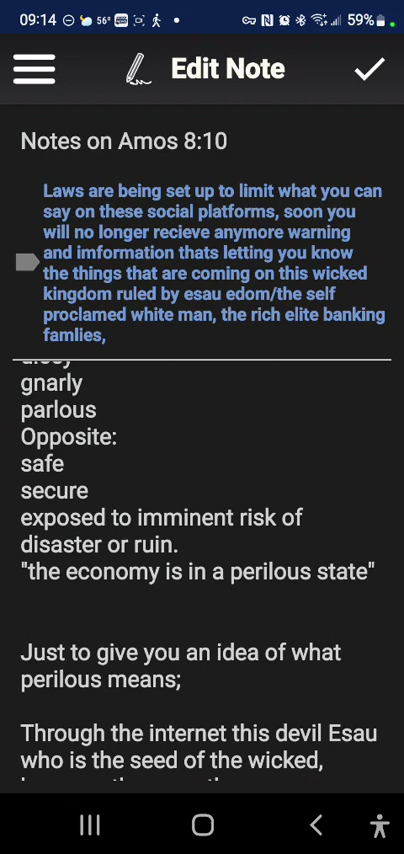 09:14 56° 59%
Edit Note
Notes on Amos 8:10
Laws are being set up to limit what you can
say on these social platforms, soon you
will no longer recieve anymore warning
and imformation thats letting you know
the things that are coming on this wicked
kingdom ruled by esau edom/the self
proclamed white man, the rich elite banking
famlies,
gnarly
parlous
Opposite:
safe
secure
exposed to imminent risk of
disaster or ruin.
"the economy is in a perilous state"
Just to give you an idea of what
perilous means;
Through the internet this devil Esau
who is the seed of the wicked,